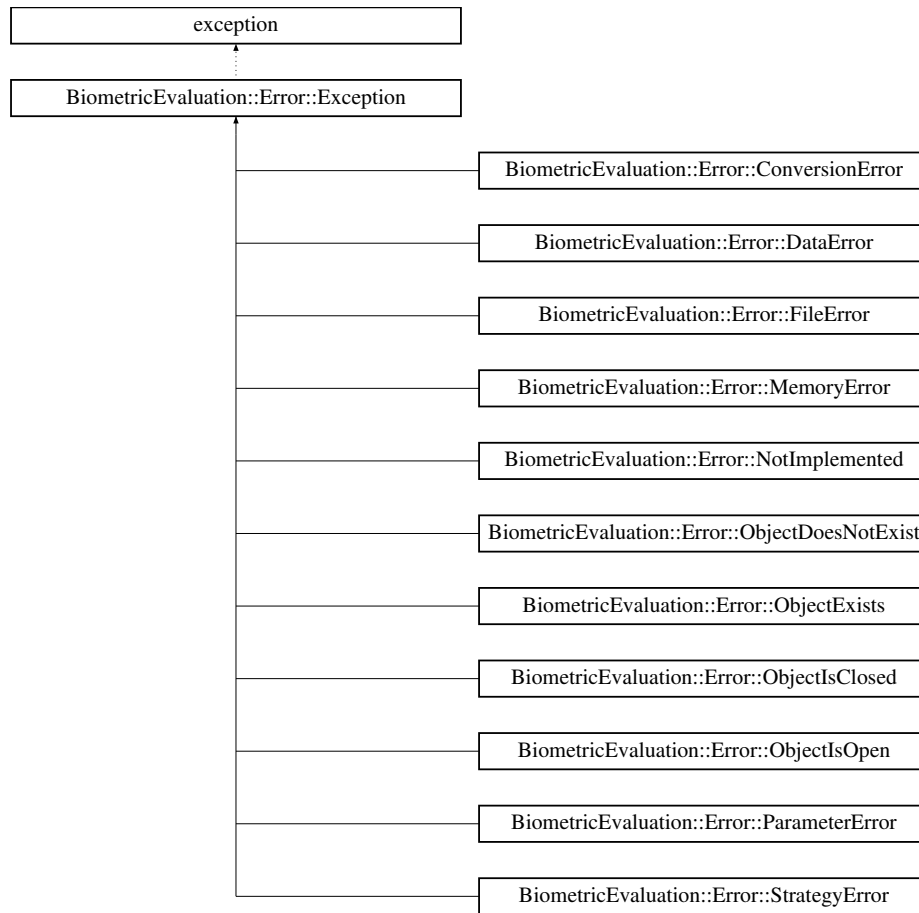 exception
BiometricEvaluation::Error::Exception
BiometricEvaluation::Error::ConversionError
BiometricEvaluation::Error::DataError
BiometricEvaluation::Error::FileError
BiometricEvaluation::Error::MemoryError
BiometricEvaluation::Error::NotImplemented
BiometricEvaluation::Error::ObjectDoesNotExist
BiometricEvaluation::Error::ObjectExists
BiometricEvaluation::Error::ObjectIsClosed
BiometricEvaluation::Error::ObjectIsOpen
BiometricEvaluation::Error::ParameterError
BiometricEvaluation::Error::StrategyError